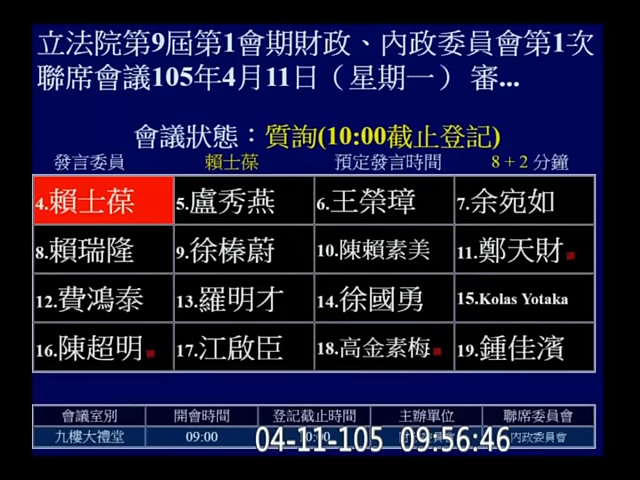 立法院第9屆第1會期財政、內政委員會第1次
聯席會議105年4月11日（星期一） 審...
會議狀態：質詢(10:00截止登記)
發言委員 賴士葆 預定發言時間 8 + 2 分鐘
4.賴士葆 5.盧秀燕 6.王榮璋 7.余宛如
8.賴瑞隆 9.徐榛蔚 10.陳賴素美 11.鄭天財
12.費鴻泰 13.羅明才 14.徐國勇 15.Kolas Yotaka
16.陳超明 17.江啟臣 18.高金素梅 19.鍾佳濱
會議室別 開會時間 登記截止時間 主辦單位 聯席委員會
九樓大禮堂 09:00 內政委員會
04-11-105 09:56:46